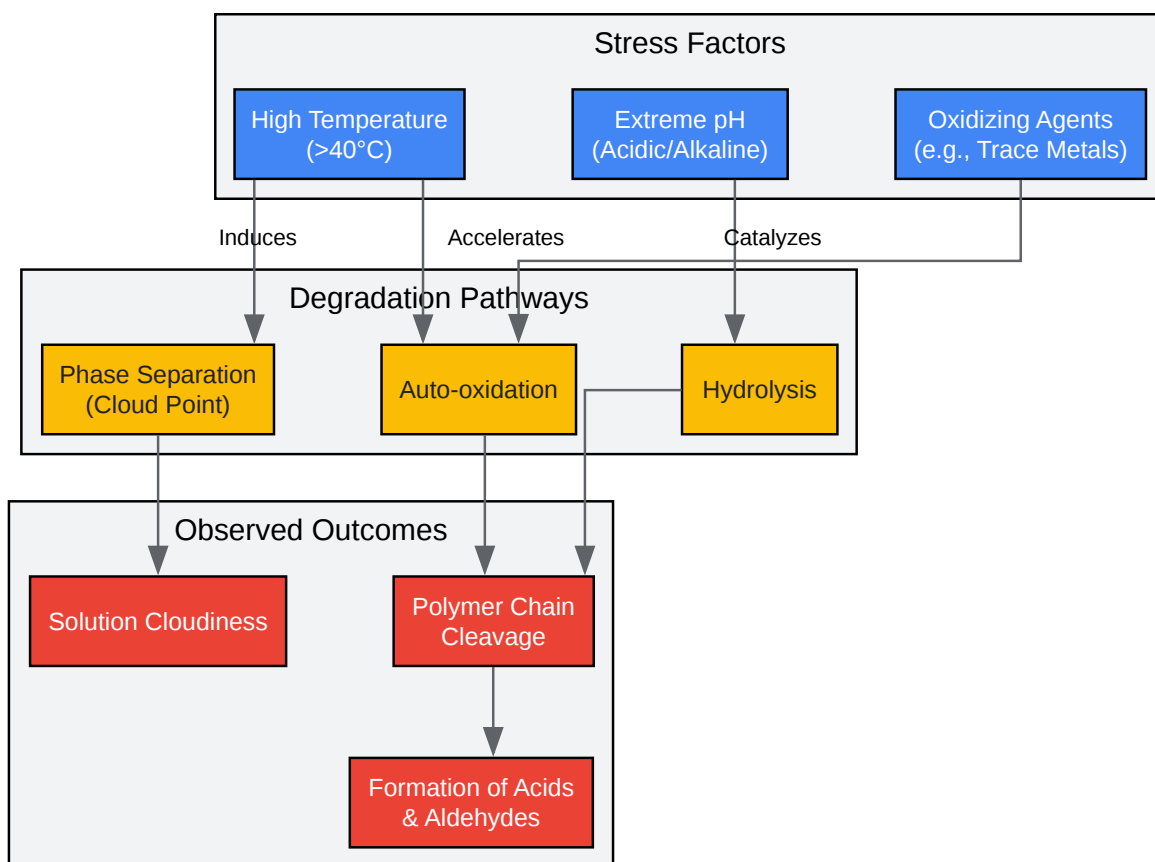 Stress Factors
High Temperature
(>40°C)
Extreme pH
(Acidic/Alkaline)
Oxidizing Agents
(e.g., Trace Metals)
Induces
Accelerates
Catalyzes
Degradation Pathways
Phase Separation
(Cloud Point)
Auto-oxidation
Hydrolysis
Observed Outcomes
Solution Cloudiness
Polymer Chain
Cleavage
Formation of Acids
& Aldehydes